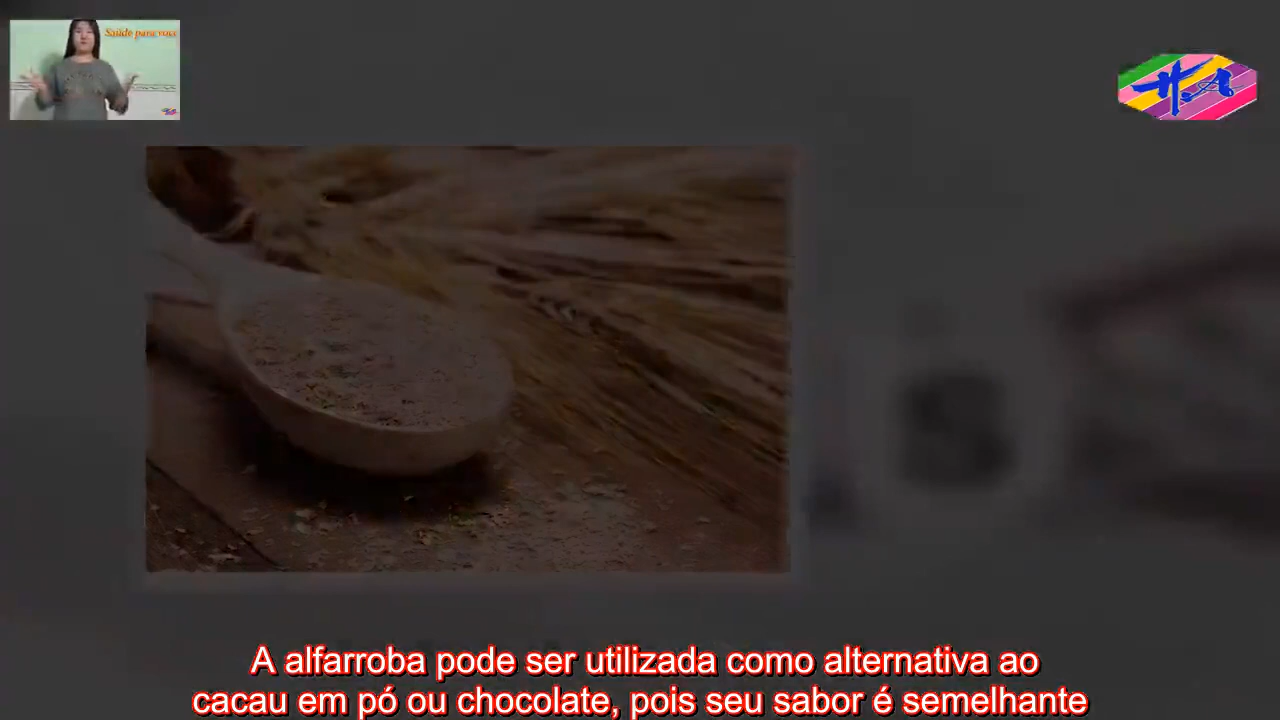 Saúde para você
A alfarroba pode ser utilizada como alternativa ao
cacau em pó ou chocolate, pois seu sabor é semelhante